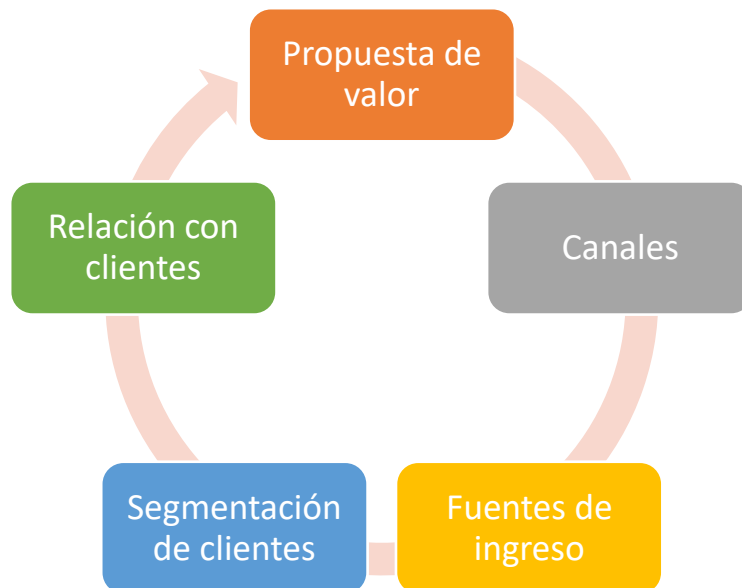 Propuesta de
valor
Canales
Fuentes de
ingreso
Segmentación
de clientes
Relación con
clientes